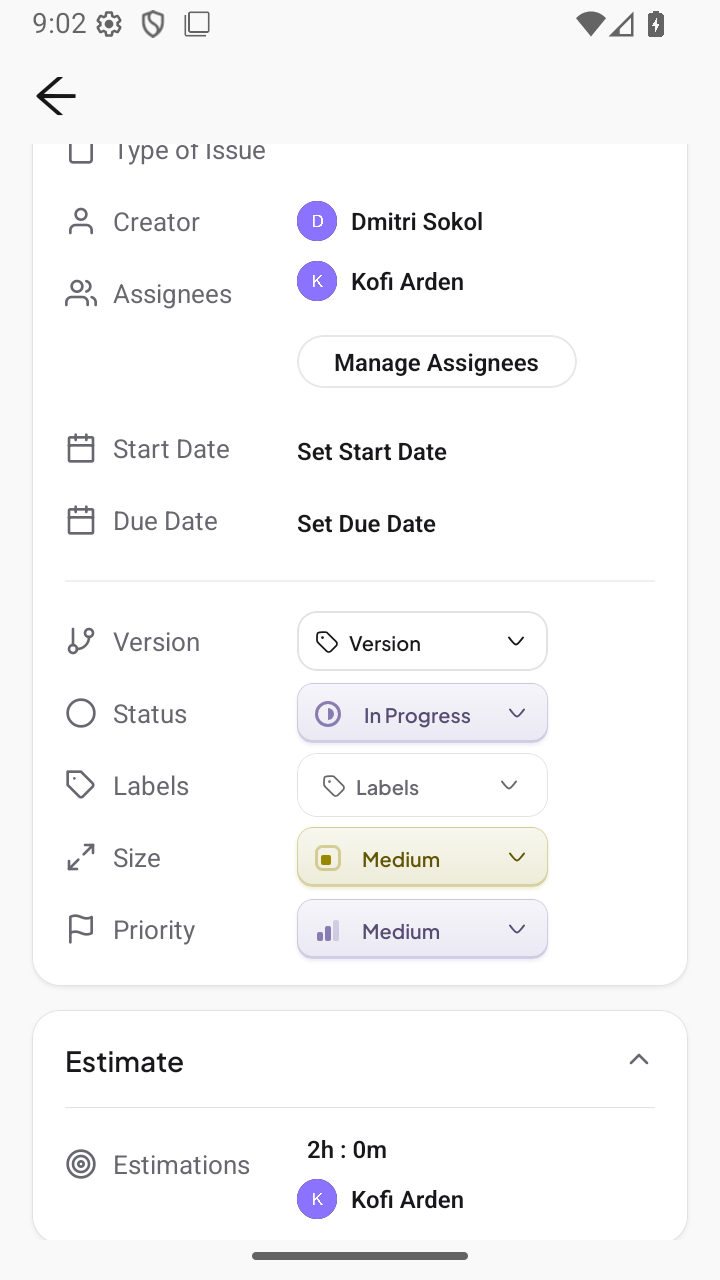 9:02
Type of Issue
Creator
D Dmitri Sokol
Assignees
K Kofi Arden
Manage Assignees
Start Date
Set Start Date
Due Date
Set Due Date
Version
Version
Status
In Progress
Labels
Labels
Size
Medium
Priority
Medium
Estimate
Estimations
2h : 0m
K Kofi Arden